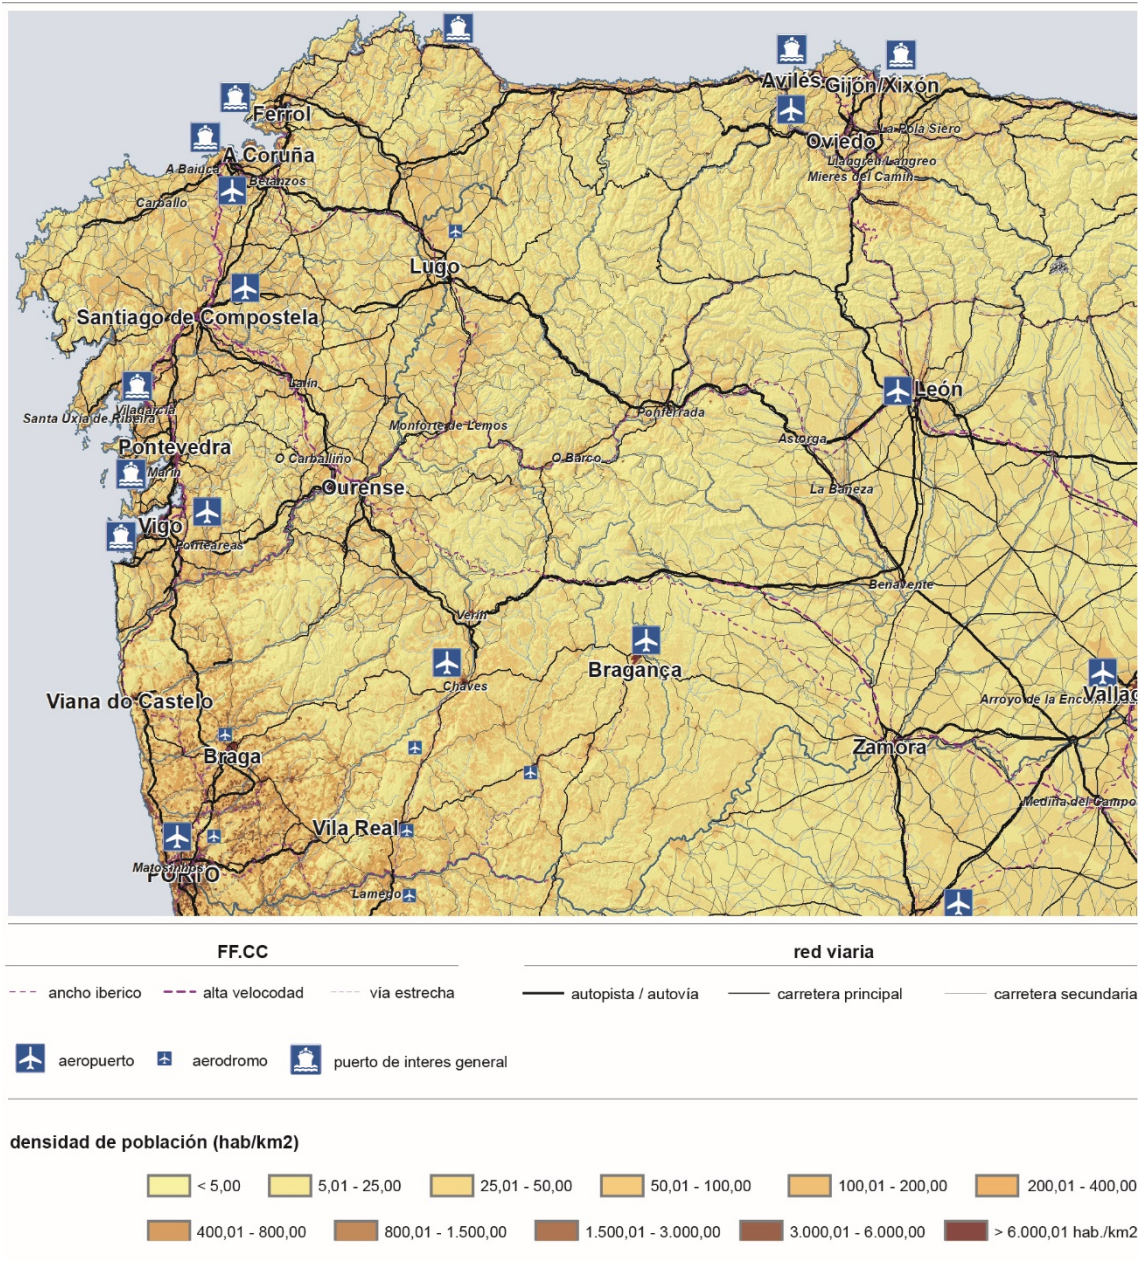 Avilés
Gijón/Xixón
Ferrol
La Pola Siero
Oviedo
A Coruña
Llangréu/Langreo
A Baiuca
Mieres del Camín
Betanzos
Carballo
Lugo
Santiago de Compostela
Lalín
León
Vilagarcía
Ponferrada
Santa Uxía de Ribeira
Monforte de Lemos
Astorga
Pontevedra
O Carballiño
O Barco
Marín
Ourense
La Bañeza
Vigo
Ponteareas
Benavente
Verín
Bragança
Chaves
Viana do Castelo
Arroyo de la Encom
Vallad
Braga
Zamora
Medina del Campo
Vila Real
Matosinhos
PORTO
Lamego
FF.CC
red viaria
ancho iberico
alta velocodad
vía estrecha
autopista / autovía
carretera principal
carretera secundaria
aeropuerto
aerodromo
puerto de interes general
densidad de población (hab/km2)
< 5,00
5,01 - 25,00
25,01 - 50,00
50,01 - 100,00
100,01 - 200,00
200,01 - 400,00
400,01 - 800,00
800,01 - 1.500,00
1.500,01 - 3.000,00
3.000,01 - 6.000,00
> 6.000,01 hab./km2